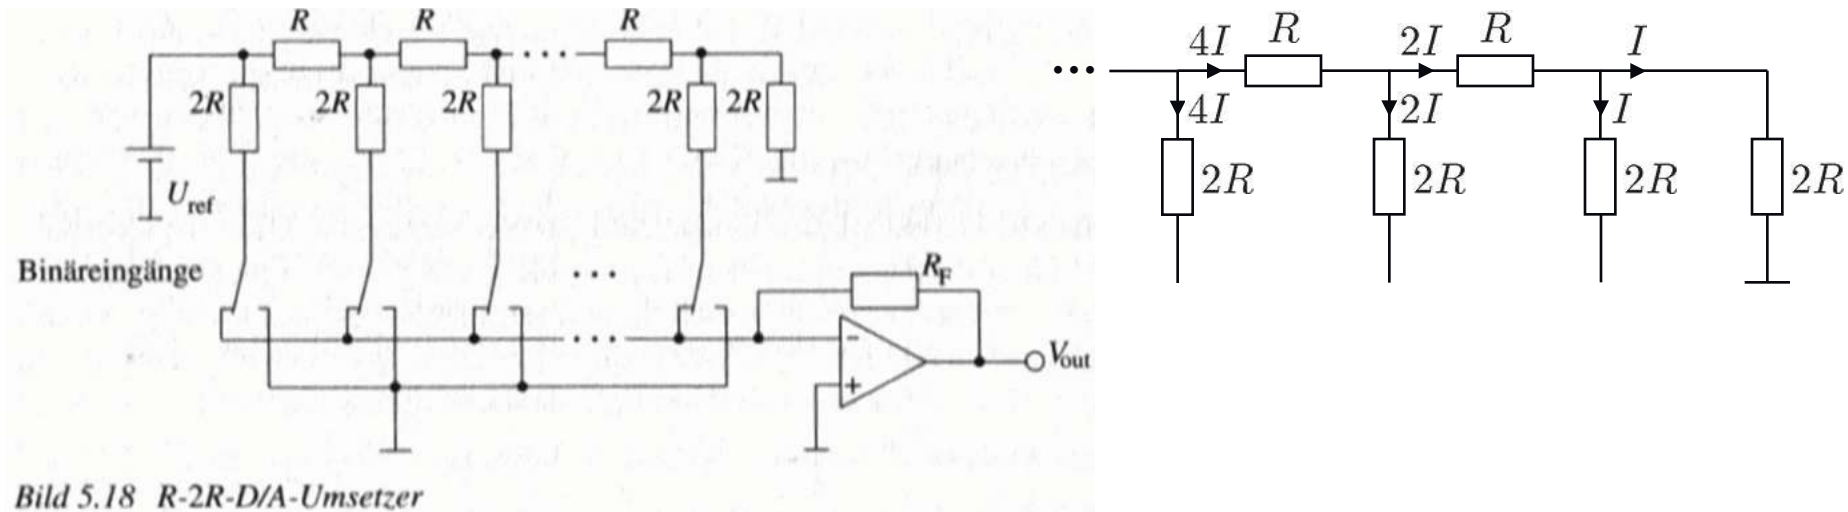 R R R
2R 2R 2R 2R 2R
U_ref
Binäreingänge
R_F
-
+
V_out
Bild 5.18 R-2R-D/A-Umsetzer
4I R 2I R I
4I 2I I
2R 2R 2R 2R